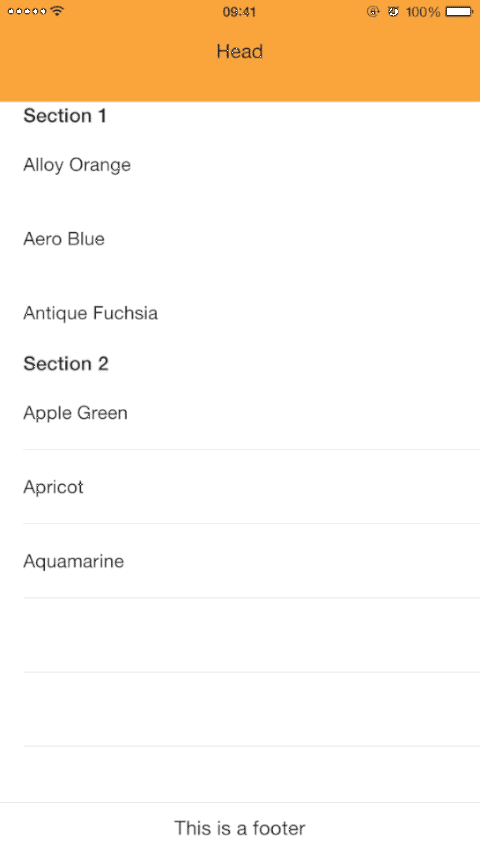 09:41
100%
Head
Section 1
Alloy Orange
Aero Blue
Antique Fuchsia
Section 2
Apple Green
Apricot
Aquamarine
This is a footer